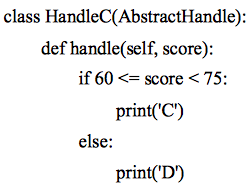 class HandleC(AbstractHandle):
    def handle(self, score):
        if 60 <= score < 75:
            print('C')
        else:
            print('D')